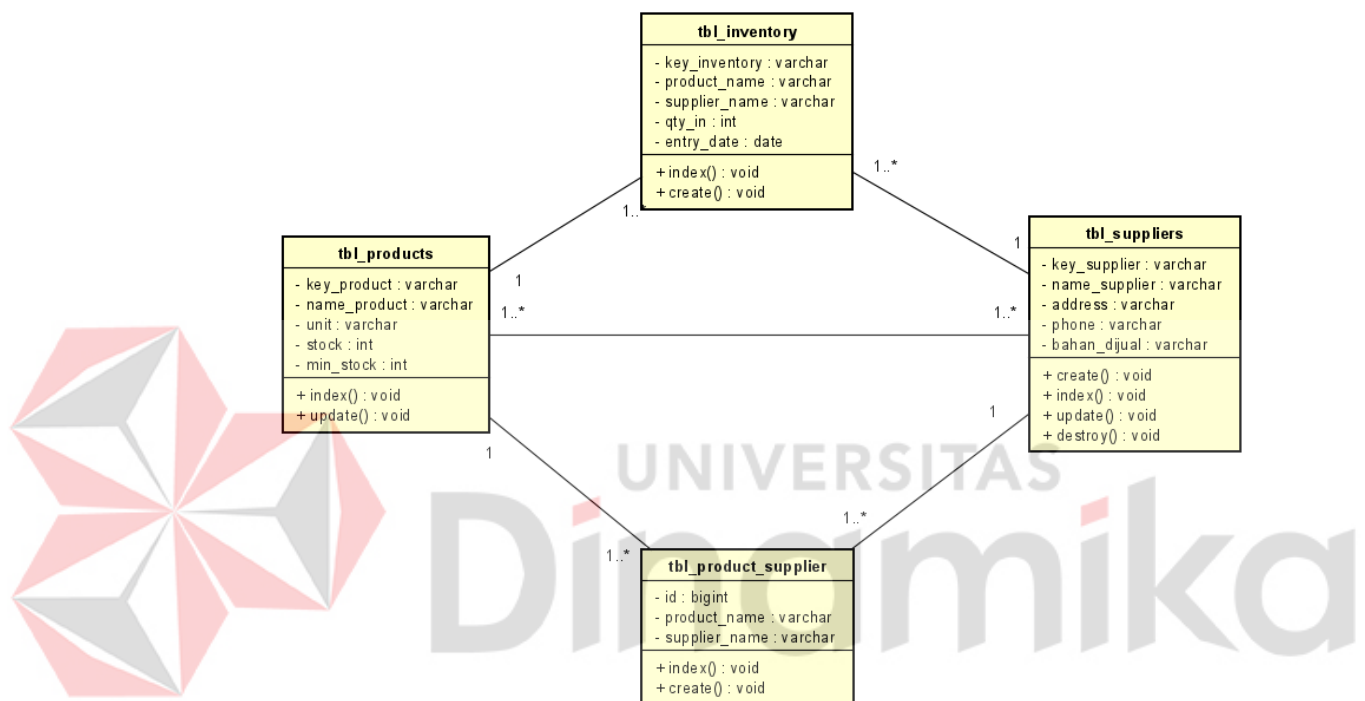 tbl_inventory
- key_inventory : varchar
- product_name : varchar
- supplier_name : varchar
- qty_in : int
- entry_date : date
+ index() : void
+ create() : void
1..*
1..*
1
1
tbl_products
- key_product : varchar
- name_product : varchar
- unit : varchar
- stock : int
- min_stock : int
+ index() : void
+ update() : void
1..*
1..*
tbl_suppliers
- key_supplier : varchar
- name_supplier : varchar
- address : varchar
- phone : varchar
- bahan_dijual : varchar
+ create() : void
+ index() : void
+ update() : void
+ destroy() : void
1
1
1..*
1..*
UNIVERSITAS
Dinamika
tbl_product_supplier
- id : bigint
- product_name : varchar
- supplier_name : varchar
+ index() : void
+ create() : void